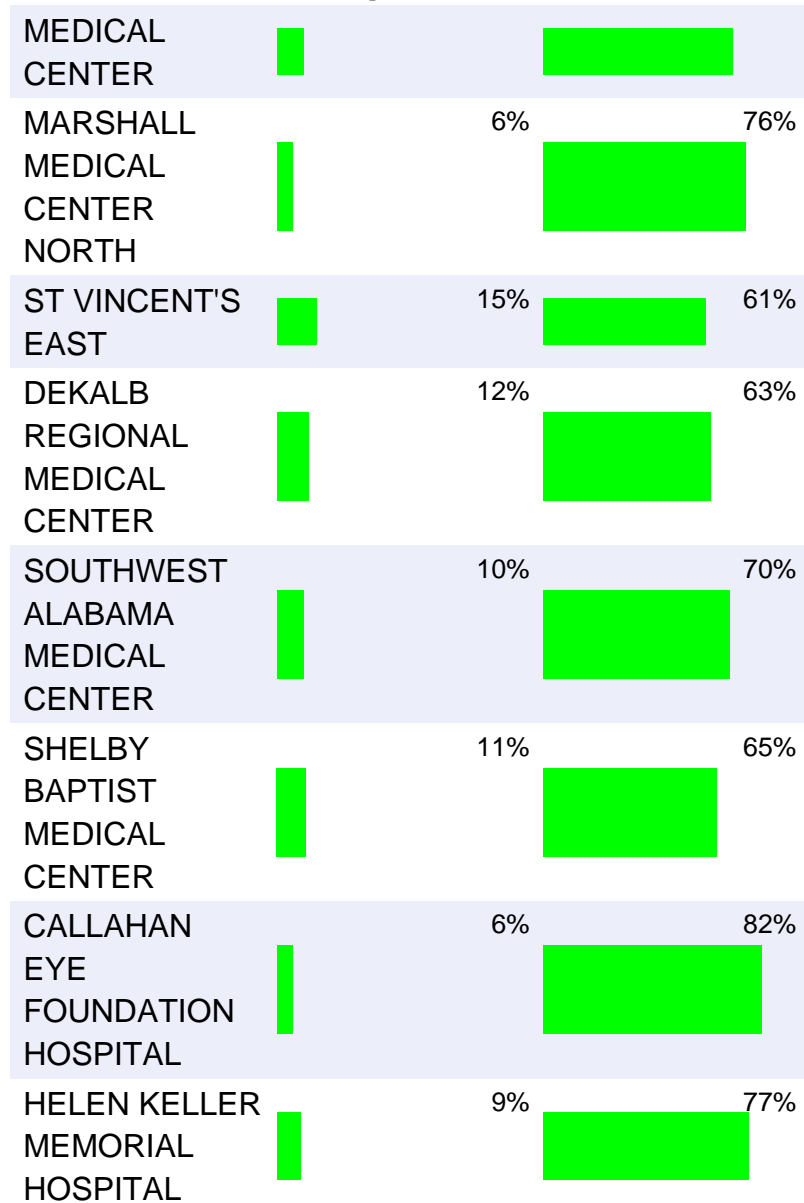 MEDICAL
CENTER
MARSHALL 6% 76%
MEDICAL
CENTER
NORTH
ST VINCENT'S 15% 61%
EAST
DEKALB 12% 63%
REGIONAL
MEDICAL
CENTER
SOUTHWEST 10% 70%
ALABAMA
MEDICAL
CENTER
SHELBY 11% 65%
BAPTIST
MEDICAL
CENTER
CALLAHAN 6% 82%
EYE
FOUNDATION
HOSPITAL
HELEN KELLER 9% 77%
MEMORIAL
HOSPITAL